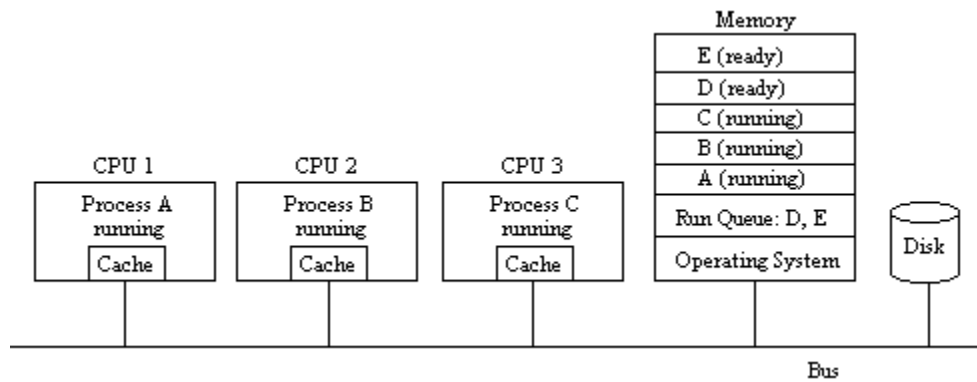 Memory
E (ready)
D (ready)
C (running)
B (running)
A (running)
Run Queue: D, E
Operating System
CPU 1
Process A
running
Cache
CPU 2
Process B
running
Cache
CPU 3
Process C
running
Cache
Disk
Bus